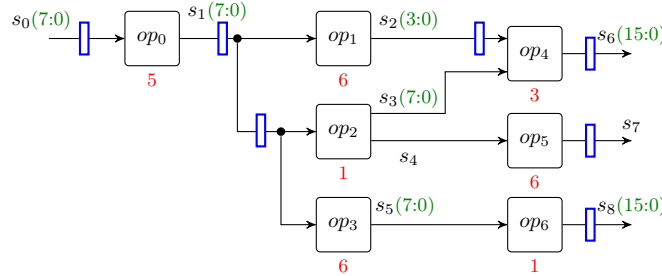 s0(7:0) s1(7:0) s2(3:0) s6(15:0)
op0 op1 op4
5 6 3
s3(7:0)
op2 op5 s7
s4
1 6
s5(7:0) s8(15:0)
op3 op6
6 1